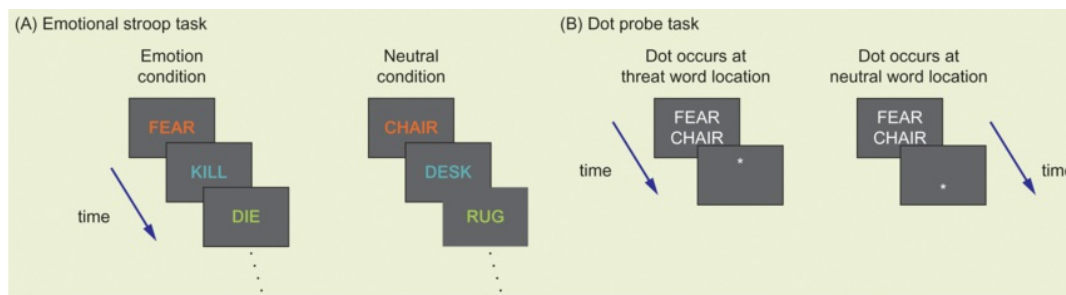 (A) Emotional stroop task
Emotion
condition
FEAR
KILL
DIE
time
Neutral
condition
CHAIR
DESK
RUG
(B) Dot probe task
Dot occurs at
threat word location
FEAR
CHAIR
*
time
Dot occurs at
neutral word location
FEAR
CHAIR
*
time